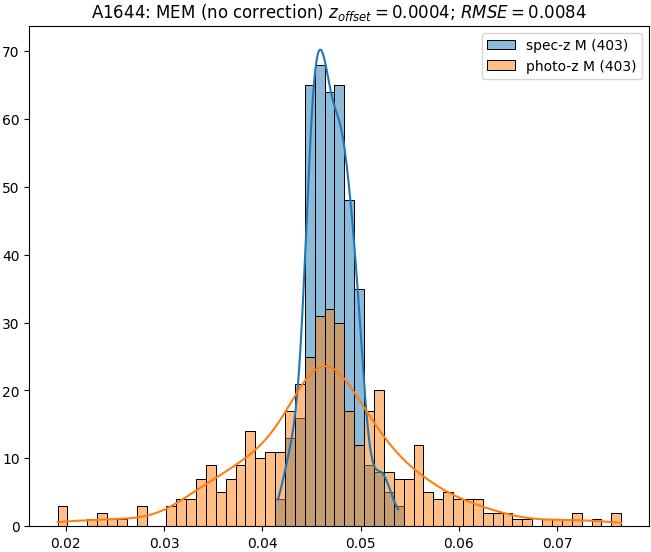 A1644: MEM (no correction) z_offset = 0.0004; RMSE = 0.0084
spec-z M (403)
photo-z M (403)
70
60
50
40
30
20
10
0
0.02 0.03 0.04 0.05 0.06 0.07